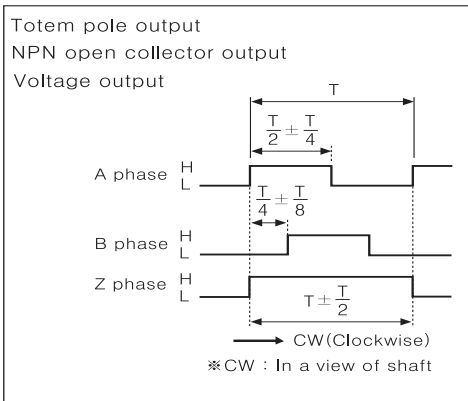 Totem pole output
NPN open collector output
Voltage output
T
T/2 ± T/4
A phase H L
T/4 ± T/8
B phase H L
Z phase H L
T ± T/2
CW(Clockwise)
※CW : In a view of shaft